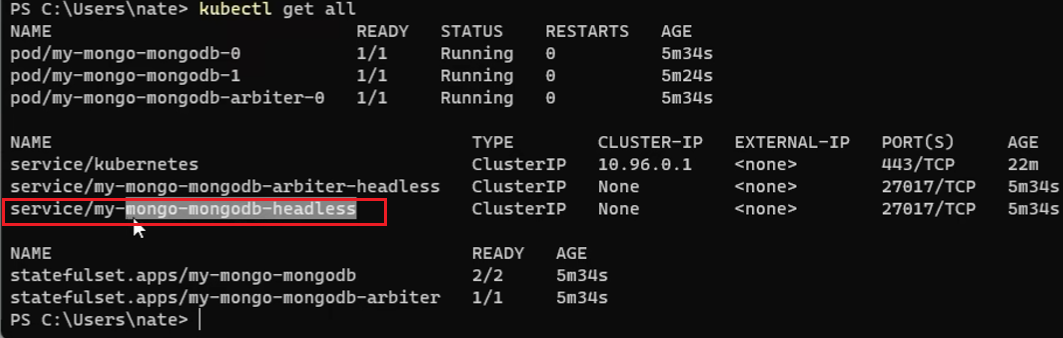 PS C:\Users\nate> kubectl get all
NAME READY STATUS RESTARTS AGE
pod/my-mongo-mongodb-0 1/1 Running 0 5m34s
pod/my-mongo-mongodb-1 1/1 Running 0 5m24s
pod/my-mongo-mongodb-arbiter-0 1/1 Running 0 5m34s
NAME TYPE CLUSTER-IP EXTERNAL-IP PORT(S) AGE
service/kubernetes ClusterIP 10.96.0.1 <none> 443/TCP 22m
service/my-mongo-mongodb-arbiter-headless ClusterIP None <none> 27017/TCP 5m34s
service/my-mongo-mongodb-headless ClusterIP None <none> 27017/TCP 5m34s
NAME READY AGE
statefulset.apps/my-mongo-mongodb 2/2 5m34s
statefulset.apps/my-mongo-mongodb-arbiter 1/1 5m34s
PS C:\Users\nate>